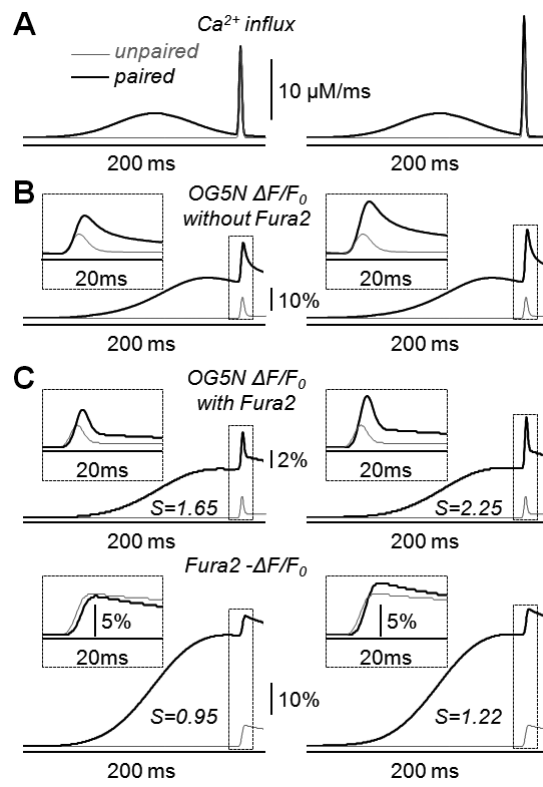 A
Ca²⁺ influx
unpaired
paired
10 µM/ms
200 ms
200 ms
B
OG5N ΔF/F₀
without Fura2
20ms
20ms
10%
200 ms
200 ms
C
OG5N ΔF/F₀
with Fura2
20ms
20ms
2%
S=1.65
S=2.25
200 ms
200 ms
Fura2 -ΔF/F₀
5%
5%
20ms
20ms
10%
S=0.95
S=1.22
200 ms
200 ms